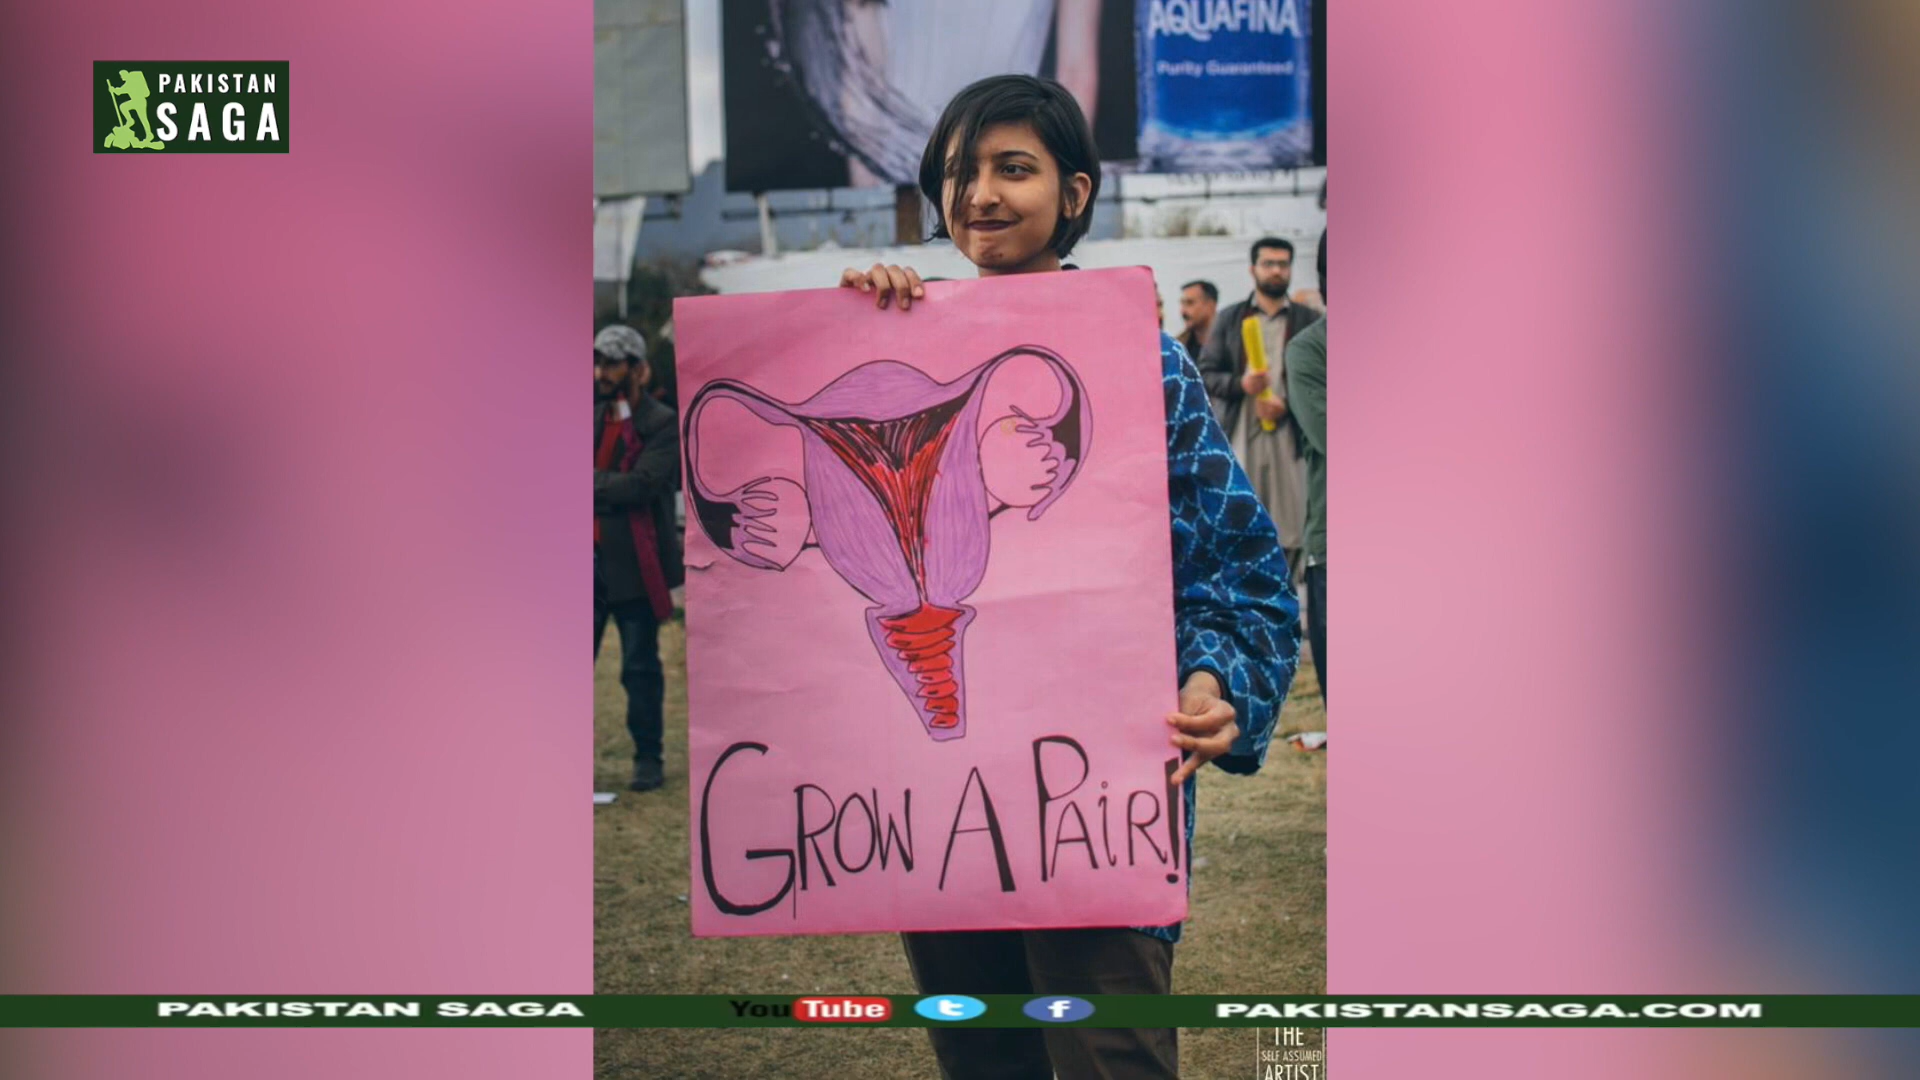 AQUAFINA
Purity Guaranteed
PAKISTAN
SAGA
GROW A PAiR!
PAKISTAN SAGA YouTube t f PAKISTANSAGA.COM
THE
SELF ASSUMED
ARTIST